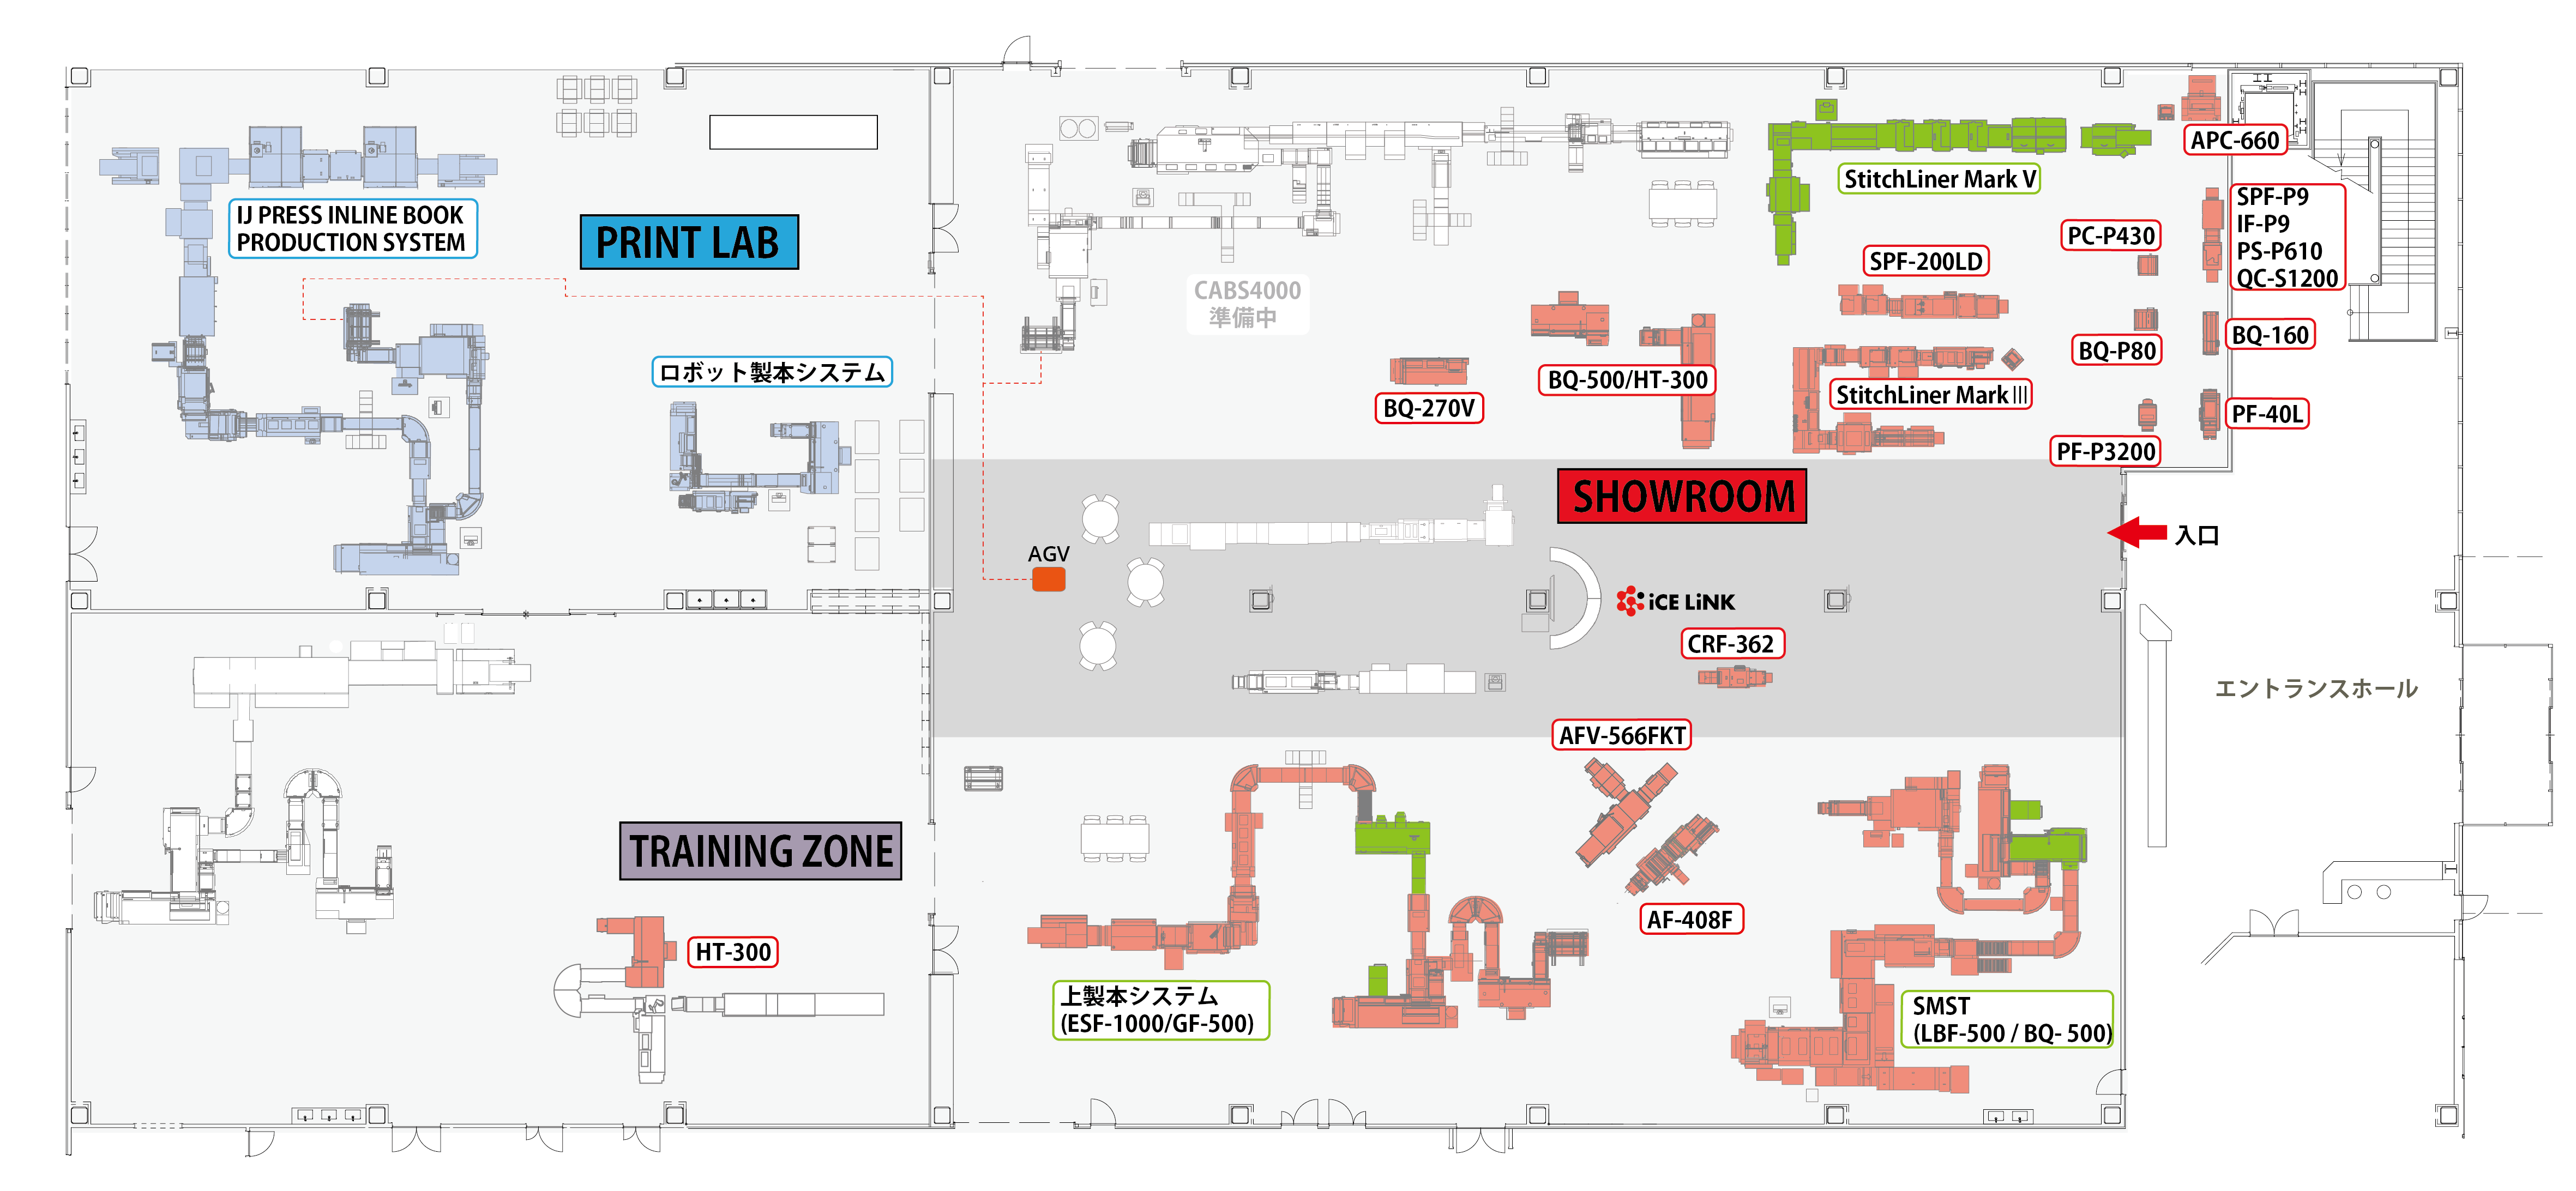 IJ PRESS INLINE BOOK
PRODUCTION SYSTEM
PRINT LAB
ロボット製本システム
CABS4000
準備中
BQ-270V
BQ-500/HT-300
StitchLiner Mark V
SPF-200LD
StitchLiner MarkⅢ
APC-660
SPF-P9
IF-P9
PS-P610
QC-S1200
PC-P430
BQ-P80
BQ-160
PF-40L
PF-P3200
SHOWROOM
入口
AGV
iCE LiNK
CRF-362
エントランスホール
AFV-566FKT
AF-408F
TRAINING ZONE
HT-300
上製本システム
(ESF-1000/GF-500)
SMST
(LBF-500 / BQ- 500)